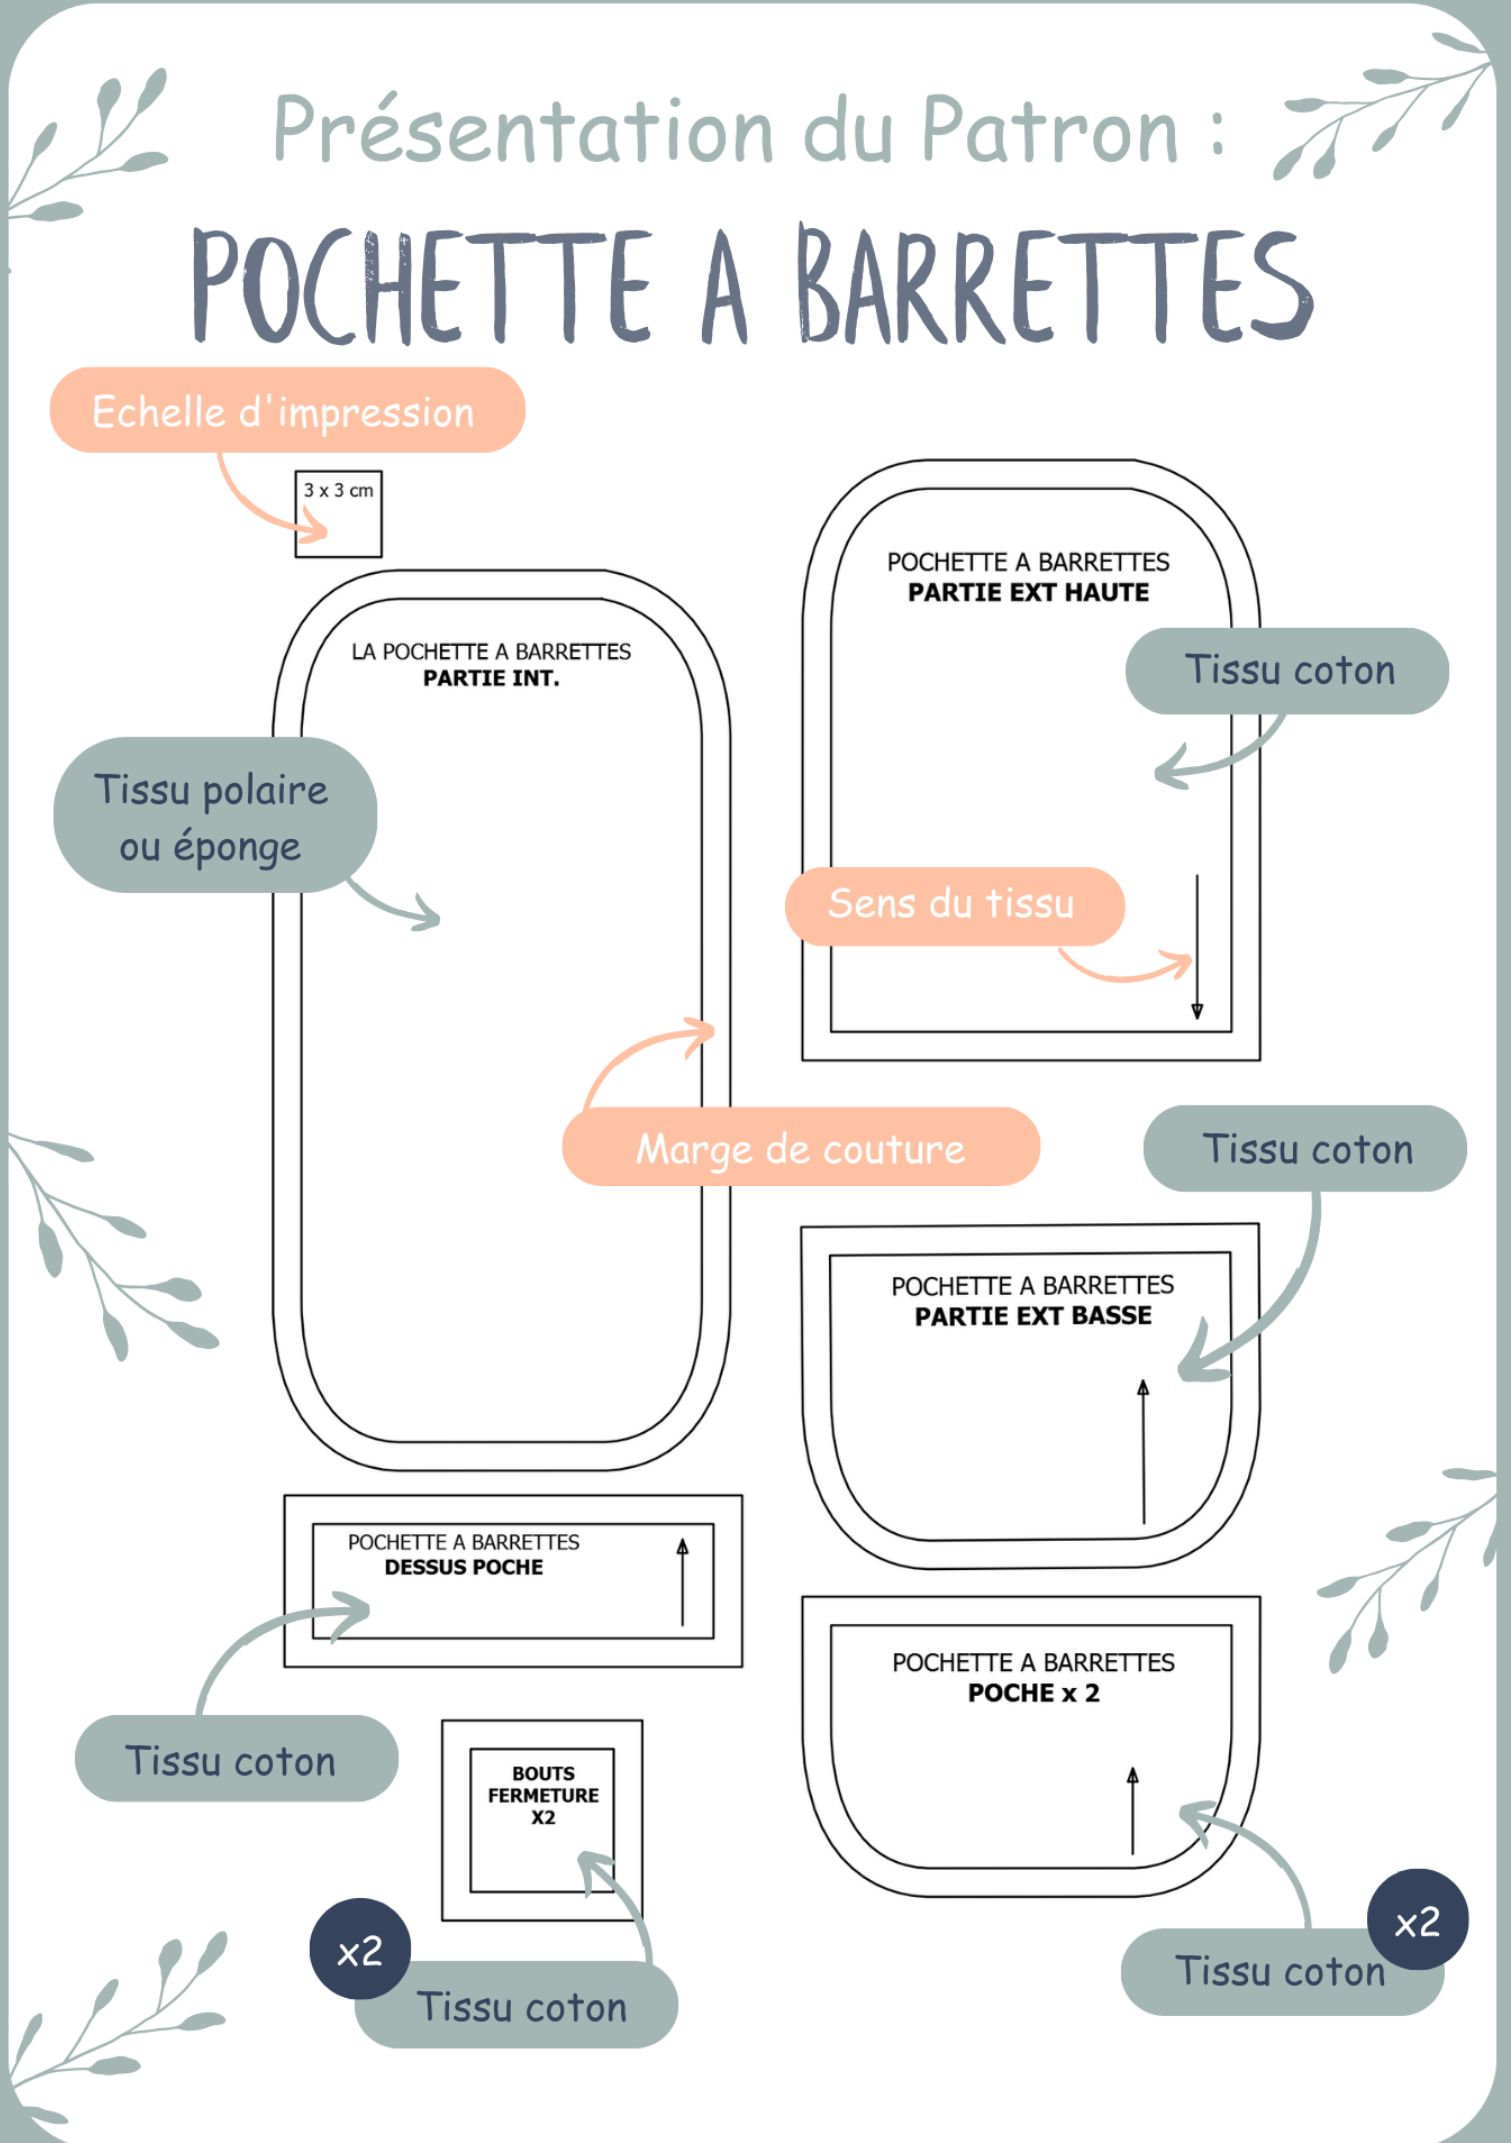 Présentation du Patron :
POCHETTE A BARRETTES
Echelle d'impression
3 x 3 cm
LA POCHETTE A BARRETTES
PARTIE INT.
Tissu polaire
ou éponge
POCHETTE A BARRETTES
PARTIE EXT HAUTE
Tissu coton
Sens du tissu
Marge de couture
Tissu coton
POCHETTE A BARRETTES
PARTIE EXT BASSE
POCHETTE A BARRETTES
DESSUS POCHE
Tissu coton
POCHETTE A BARRETTES
POCHE x 2
BOUTS
FERMETURE
X2
x2
Tissu coton
x2
Tissu coton